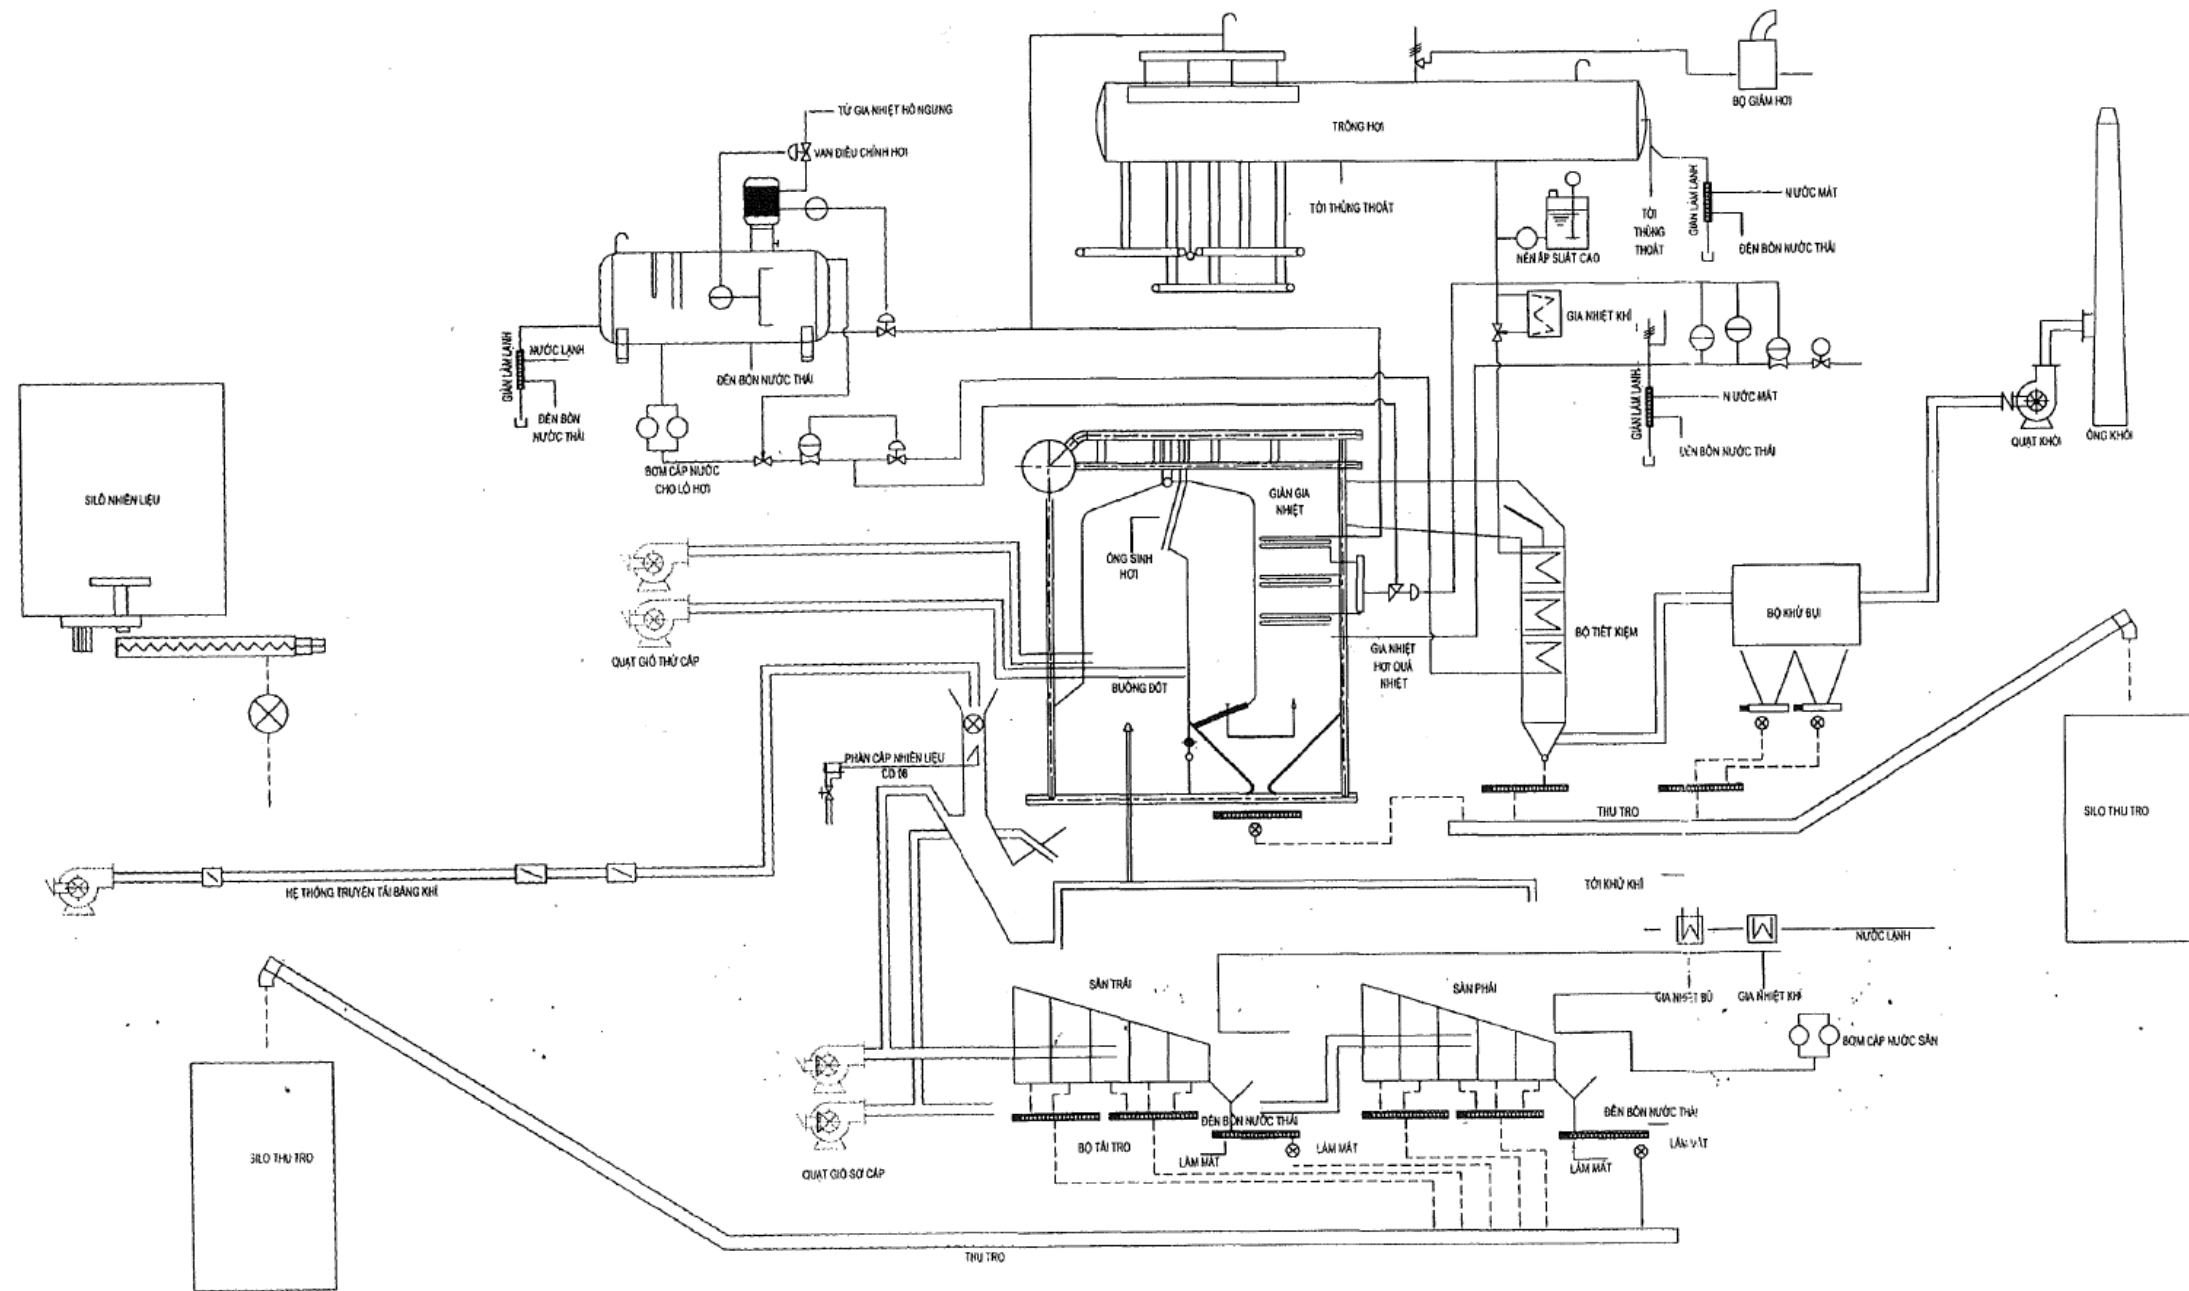 BỘ GIẢM HƠI
TỪ GIA NHIỆT HỒ NGƯNG
VAN ĐIỀU CHỈNH HƠI
TRỐNG HƠI
TỚI THÙNG THOÁT
NÉN ÁP SUẤT CAO
TỚI
THÙNG
THOÁT
GIÀN LÀM LẠNH
NƯỚC MÁT
ĐẾN BỒN NƯỚC THẢI
GIÀN LÀM LẠNH
NƯỚC LẠNH
ĐẾN BỒN
NƯỚC THẢI
ĐẾN BỒN NƯỚC THẢI
GIA NHIỆT KHÍ
GIÀN LÀM LẠNH
NƯỚC MÁT
ĐẾN BỒN NƯỚC THẢI
QUẠT KHÓI
ỐNG KHÓI
BƠM CẤP NƯỚC
CHO LÒ HƠI
SILÔ NHIÊN LIỆU
GIÀN GIA
NHIỆT
ỐNG SINH
HƠI
QUẠT GIÓ THỨ CẤP
BUỒNG ĐỐT
GIA NHIỆT
HƠI QUÁ
NHIỆT
BỘ TIẾT KIỆM
BỘ KHỬ BỤI
PHẦN CẤP NHIÊN LIỆU
CD 06
THU TRO
SILO THU TRO
HỆ THỐNG TRUYỀN TẢI BẰNG KHÍ
TỚI KHỬ KHÍ
NƯỚC LẠNH
GIA NHIỆT BÙ
GIA NHIỆT KHÍ
SÀN TRÁI
SÀN PHẢI
BƠM CẤP NƯỚC SÀN
ĐẾN BỒN NƯỚC THẢI
ĐẾN BỒN NƯỚC THẢI
BỘ TẢI TRO
LÀM MÁT
LÀM MÁT
LÀM MÁT
LÀM MÁT
SILO THU TRO
QUẠT GIÓ SƠ CẤP
THU TRO